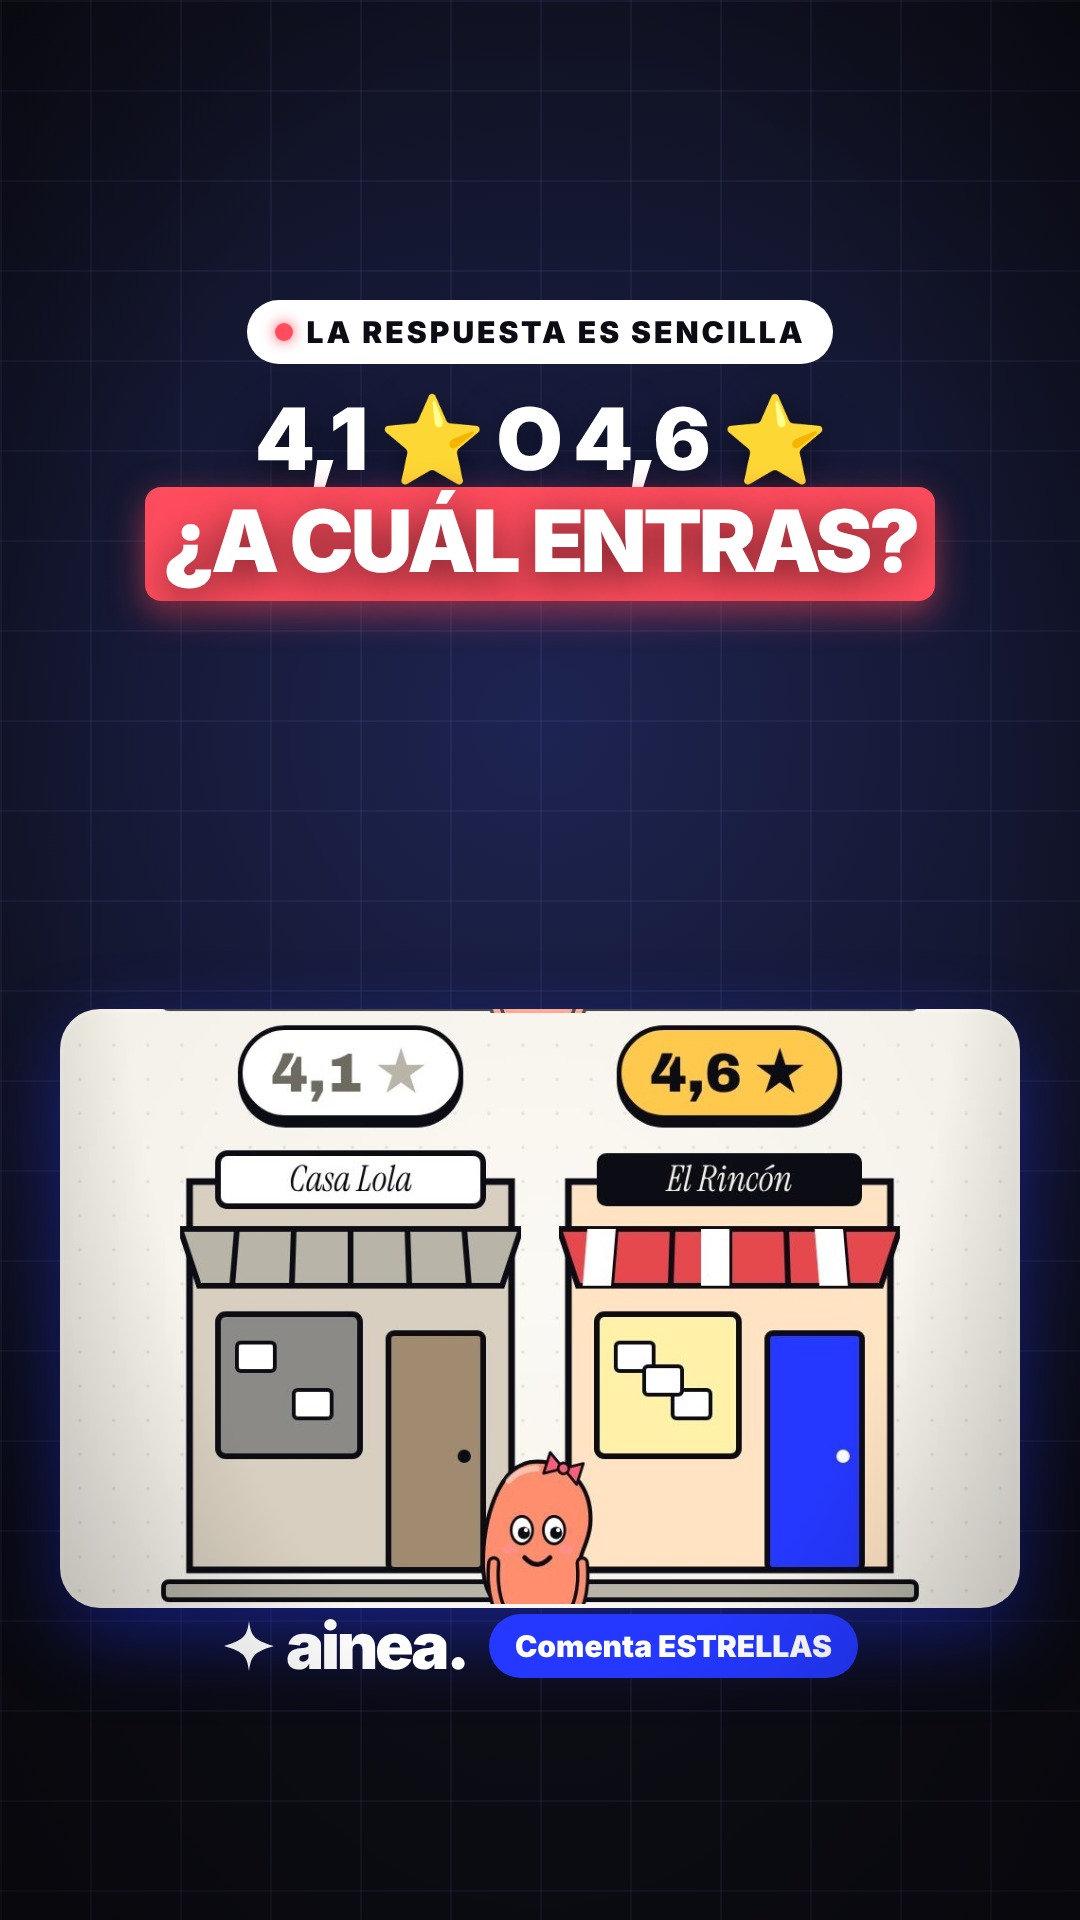 LA RESPUESTA ES SENCILLA
4,1⭐ O 4,6⭐
¿A CUÁL ENTRAS?
4,1 ★
4,6 ★
Casa Lola
El Rincón
ainea.
Comenta ESTRELLAS